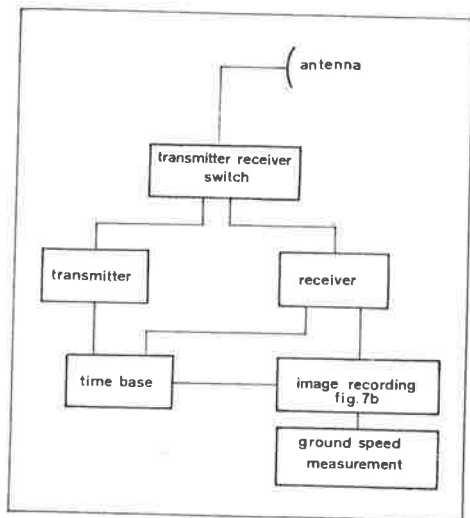 antenna
transmitter receiver
switch
transmitter
receiver
time base
image recording
fig.7b
ground speed
measurement